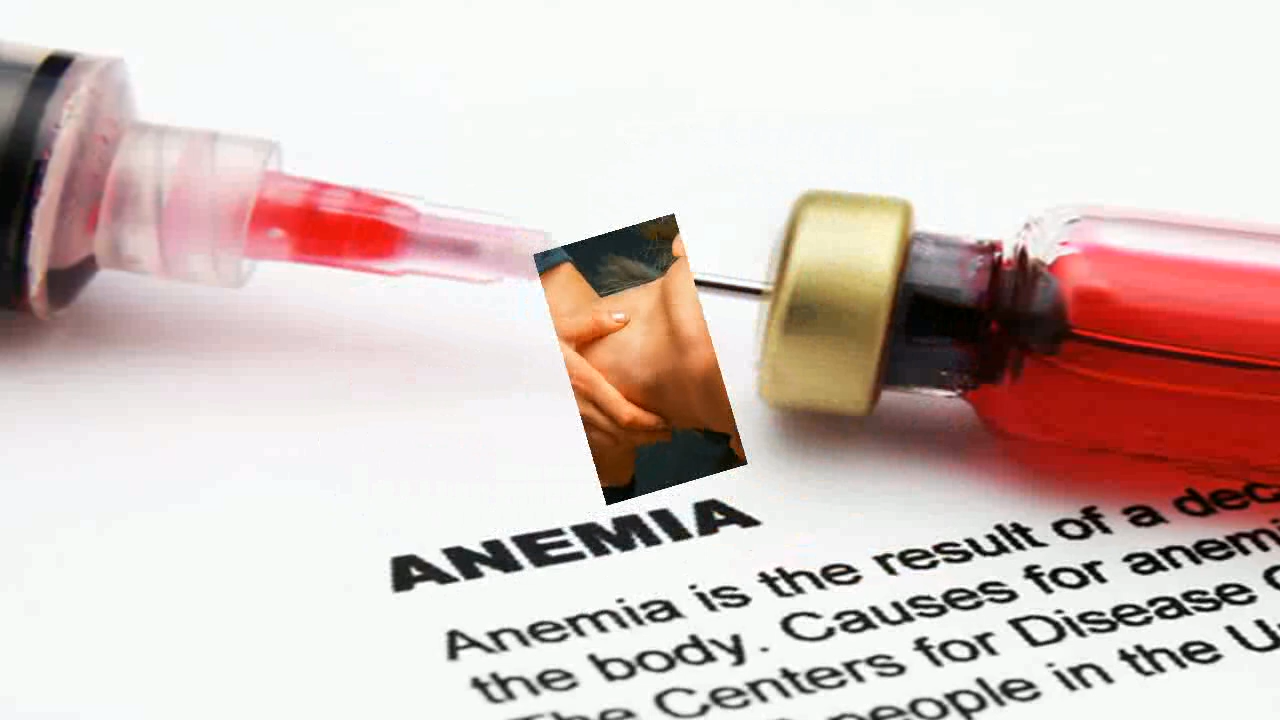 ANEMIA
Anemia is the result of a dec
the body. Causes for anemi
The Centers for Disease
people in the U